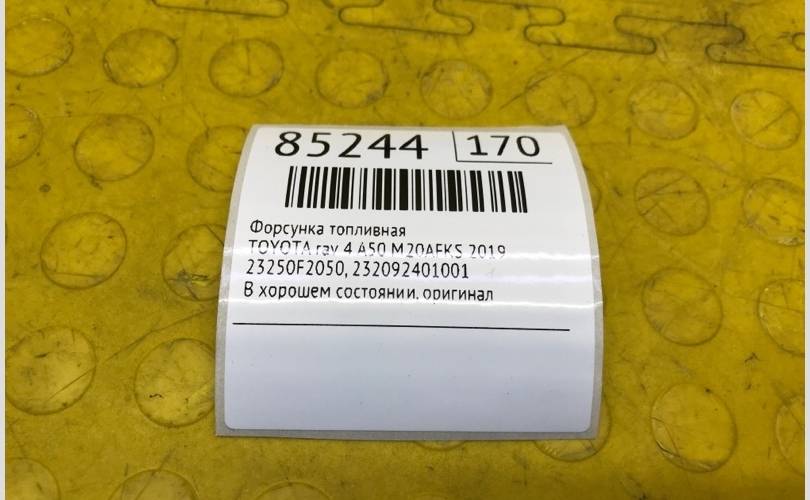 85244 170
Форсунка топливная
TOYOTA rav 4 A50 M20AFKS 2019
23250F2050, 232092401001
В хорошем состоянии, оригинал